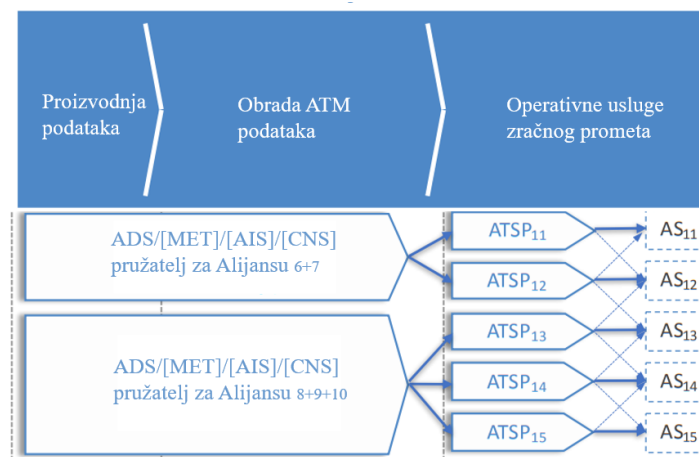 Proizvodnja
podataka
Obrada ATM
podataka
Operativne usluge
zračnog prometa
ADS/[MET]/[AIS]/[CNS]
pružatelj za Alijansu 6+7
ATSP11
AS11
ATSP12
AS12
ADS/[MET]/[AIS]/[CNS]
pružatelj za Alijansu 8+9+10
ATSP13
AS13
ATSP14
AS14
ATSP15
AS15